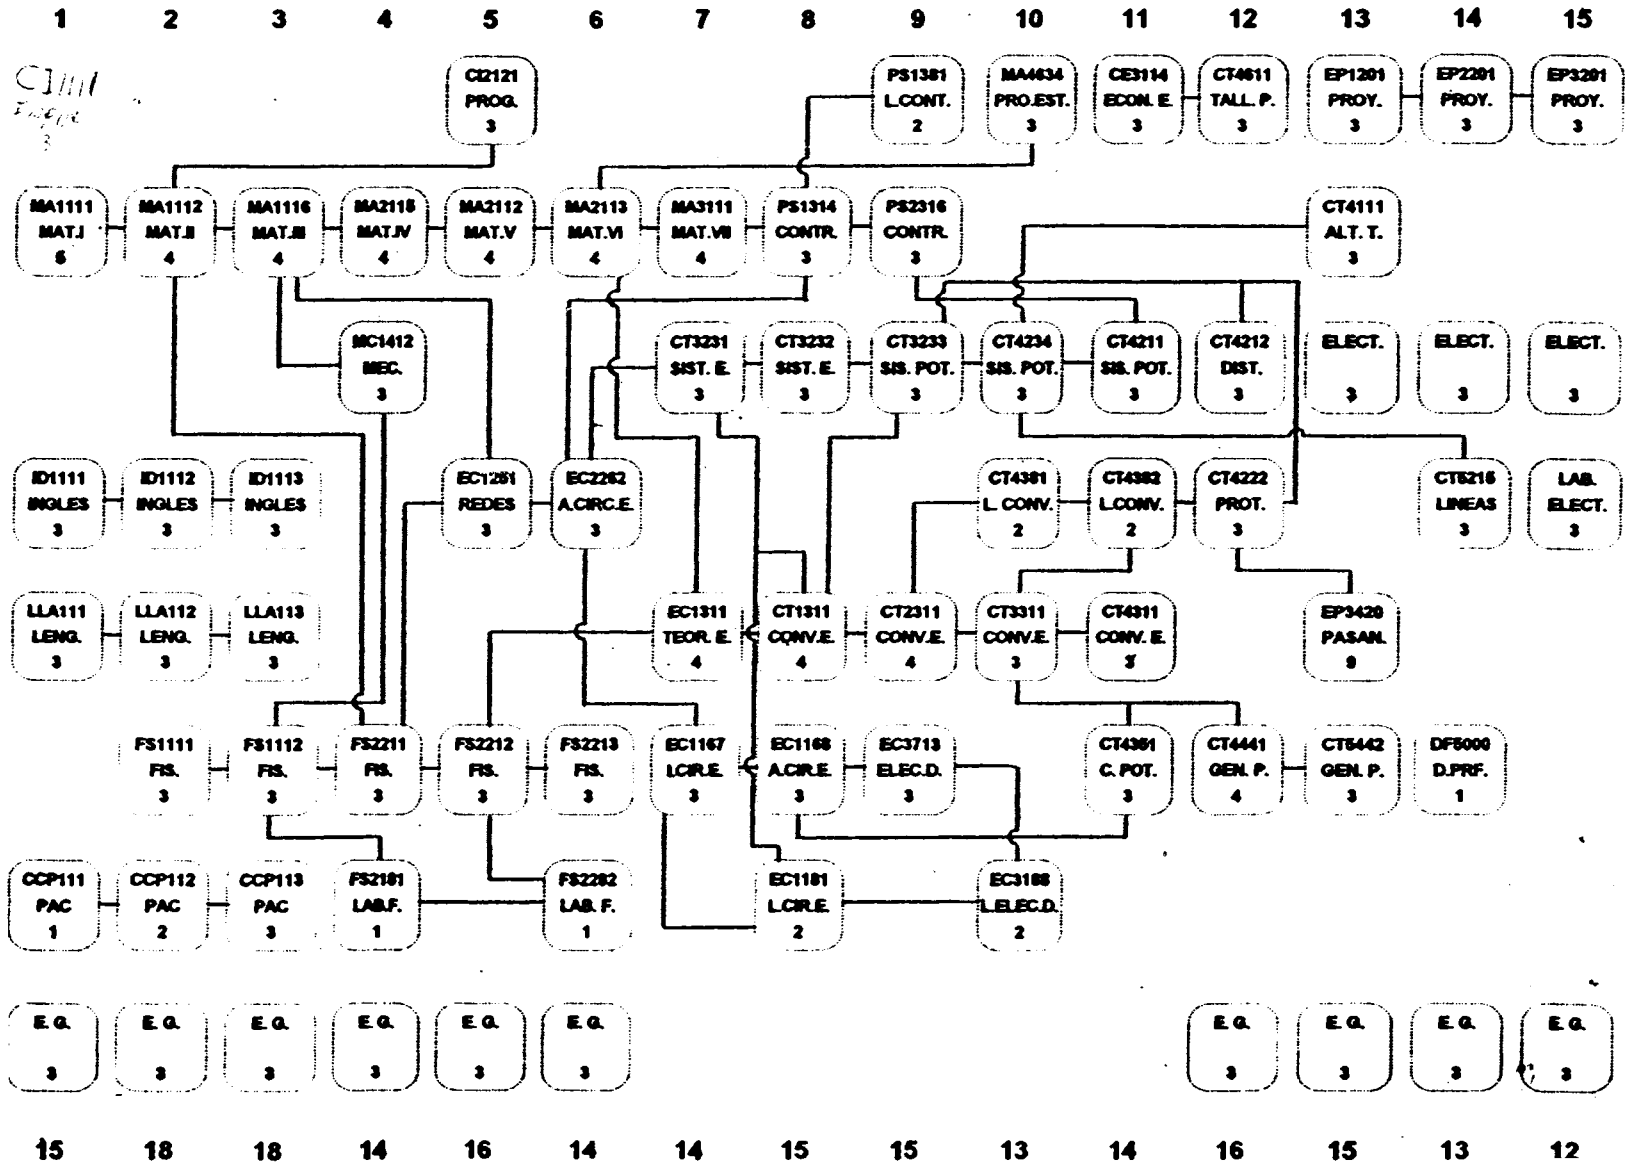 1 2 3 4 5 6 7 8 9 10 11 12 13 14 15
CI1111
3
CI2121 PS1381 MA4634 CE3114 CT4611 EP1201 EP2201 EP3201
PROG. L.CONT. PRO.EST. ECON. E. TALL. P. PROY. PROY. PROY.
3 2 3 3 3 3 3 3
MA1111 MA1112 MA1116 MA2115 MA2112 MA2113 MA3111 PS1314 PS2316 CT4111
MAT.I MAT.II MAT.III MAT.IV MAT.V MAT.VI MAT.VII CONTR. CONTR. ALT. T.
5 4 4 4 4 4 4 3 3 3
MC1412 CT3231 CT3232 CT3233 CT4234 CT4211 CT4212 ELECT. ELECT. ELECT.
MEC. SIST. E. SIST. E. SIS. POT. SIS. POT. SIS. POT. DIST.
3 3 3 3 3 3 3 3 3 3
ID1111 ID1112 ID1113 EC1251 EC2262 CT4381 CT4382 CT4222 CT5215 LAB.
INGLES INGLES INGLES REDES A.CIRC.E. L. CONV. L.CONV. PROT. LINEAS ELECT.
3 3 3 3 3 2 2 3 3 3
LLA111 LLA112 LLA113 EC1311 CT1311 CT2311 CT3311 CT4311 EP3420
LENG. LENG. LENG. TEOR. E. CONV.E. CONV.E. CONV.E. CONV. E. PASAN.
3 3 3 4 4 4 3 3 9
FS1111 FS1112 FS2211 FS2212 FS2213 EC1167 EC1168 EC3713 CT4351 CT4441 CT5442 DF5000
FIS. FIS. FIS. FIS. FIS. I.CIR.E. A.CIR.E. ELEC.D. C. POT. GEN. P. GEN. P. D.PRF.
3 3 3 3 3 3 3 3 3 4 3 1
CCP111 CCP112 CCP113 FS2181 FS2282 EC1181 EC3188
PAC PAC PAC LAB.F. LAB. F. L.CIR.E. L.ELEC.D.
1 2 3 1 1 2 2
E. G. E. G. E. G. E. G. E. G. E. G. E. G. E. G. E. G. E. G.
3 3 3 3 3 3 3 3 3 3
15 18 18 14 16 14 14 15 15 13 14 16 15 13 12